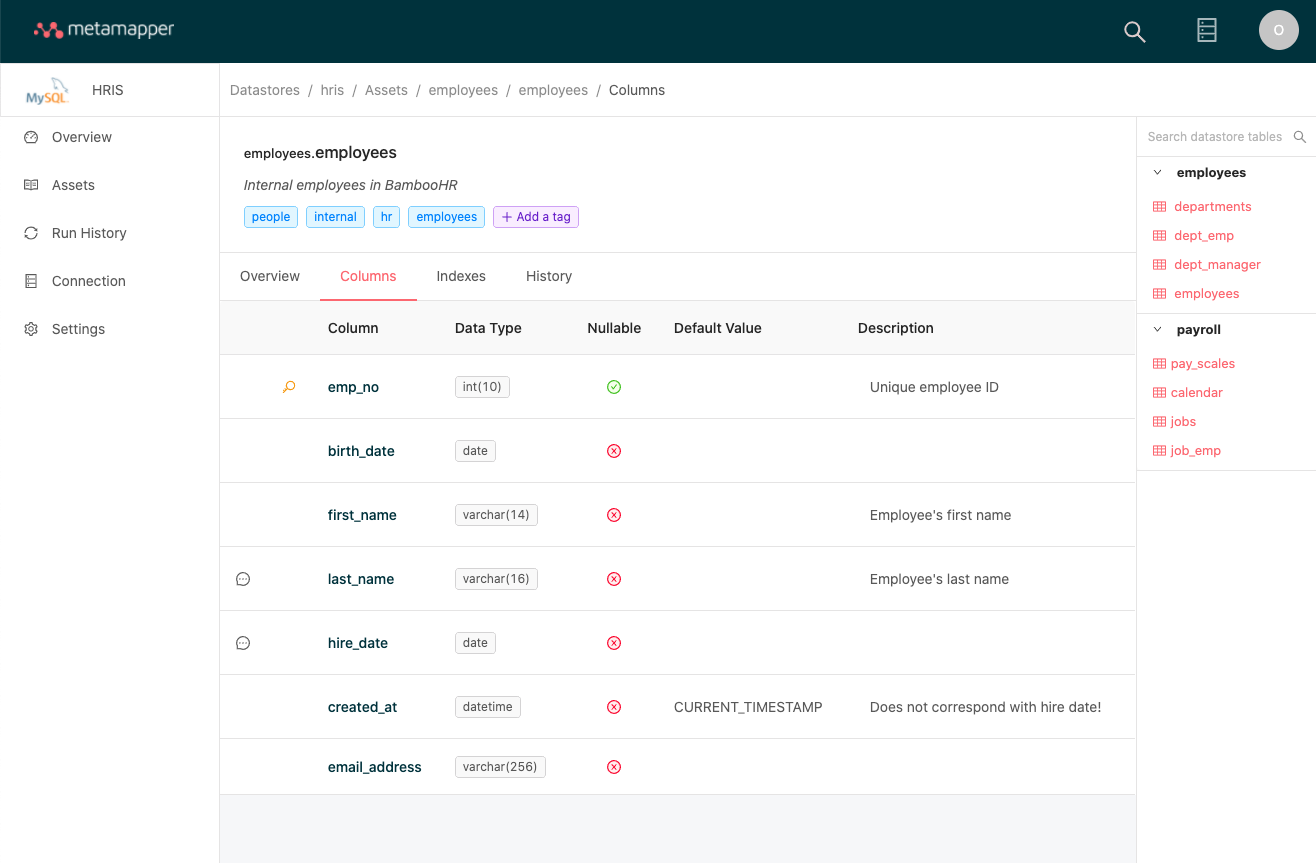 metamapper
O
MySQL
HRIS
Datastores / hris / Assets / employees / employees / Columns
Overview
Assets
Run History
Connection
Settings
employees.employees
Internal employees in BambooHR
people internal hr employees + Add a tag
Overview Columns Indexes History
Column Data Type Nullable Default Value Description
emp_no int(10) Unique employee ID
birth_date date
first_name varchar(14) Employee's first name
last_name varchar(16) Employee's last name
hire_date date
created_at datetime CURRENT_TIMESTAMP Does not correspond with hire date!
email_address varchar(256)
Search datastore tables
employees
departments
dept_emp
dept_manager
employees
payroll
pay_scales
calendar
jobs
job_emp